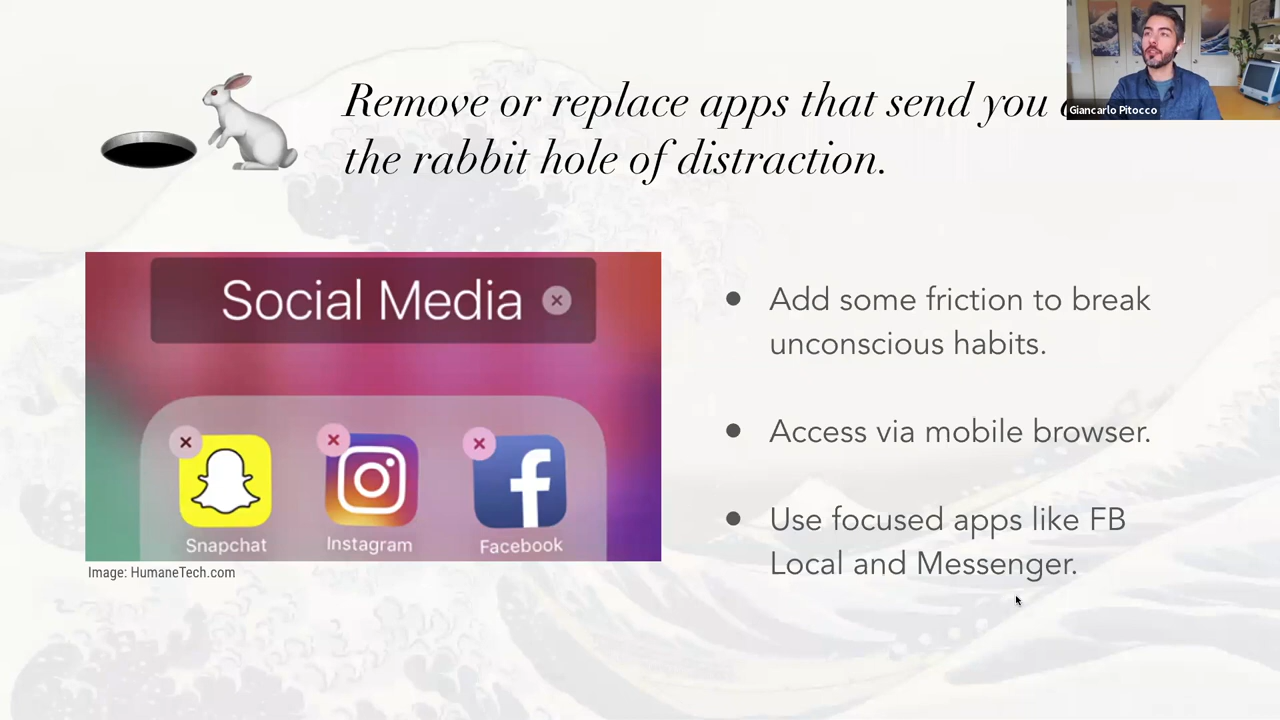 Remove or replace apps that send you
the rabbit hole of distraction.
Giancarlo Pitocco
Social Media
Snapchat
Instagram
Facebook
Image: HumaneTech.com
● Add some friction to break
unconscious habits.
● Access via mobile browser.
● Use focused apps like FB
Local and Messenger.